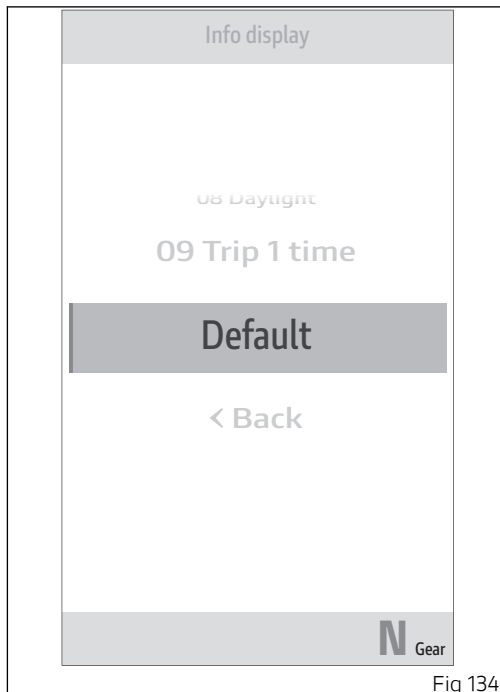 Info display
08 Daylight
09 Trip 1 time
Default
< Back
N Gear
Fig 134